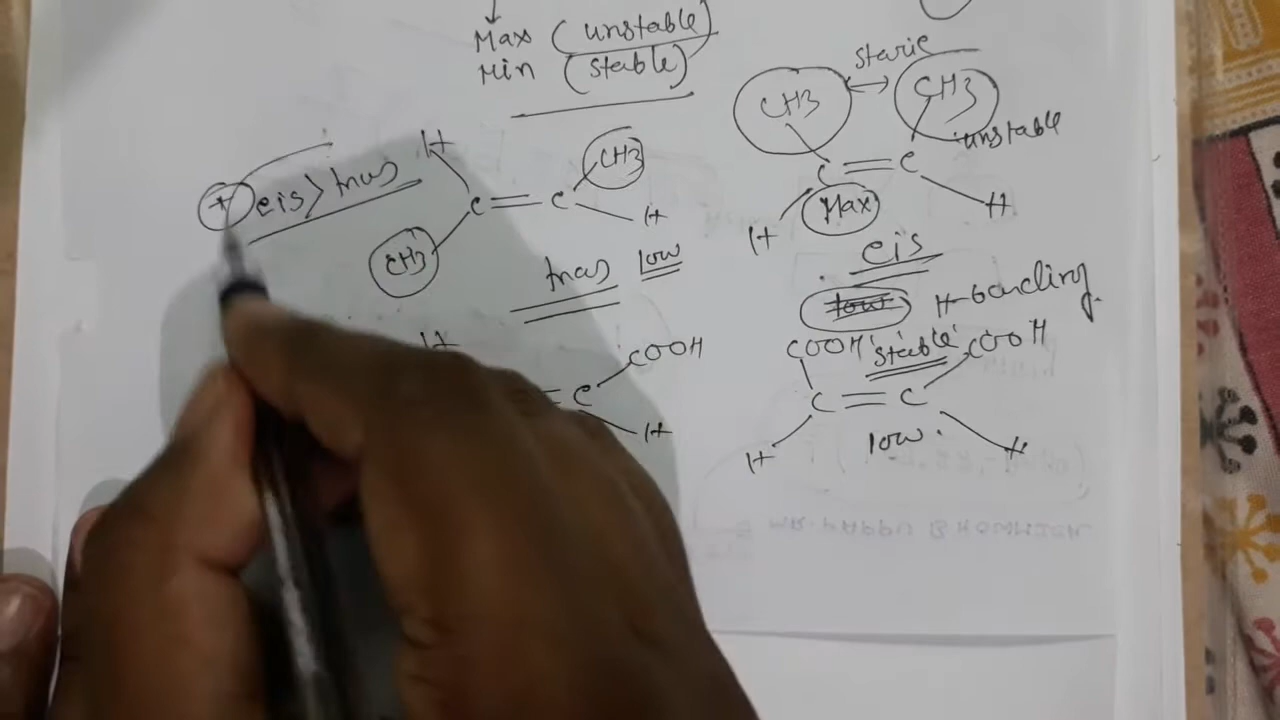 Max (unstable)
Min (stable)
steric
CH3 CH3
unstable
C = C
H Max H
cis
H CH3
cis > trans
C = C
CH3 H
trans low
low H-bonding
H COOH
= C
H
COOH stable COOH
C = C
H low. H